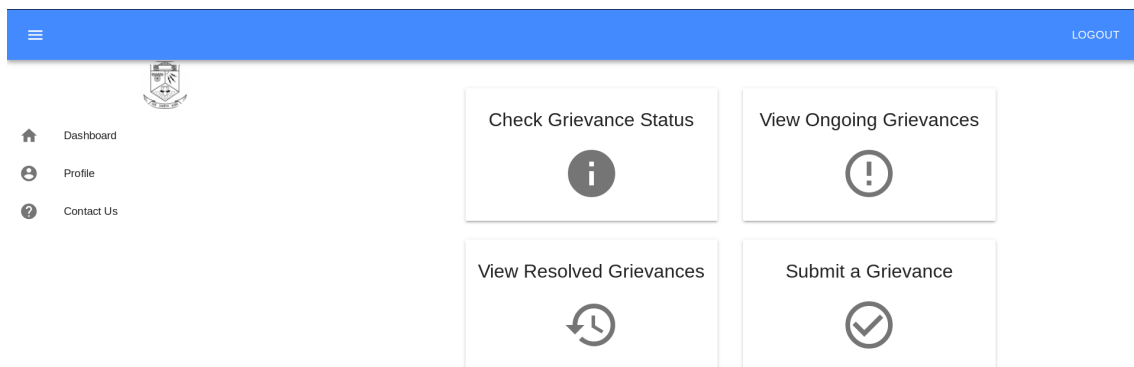 LOGOUT
Dashboard
Profile
Contact Us
Check Grievance Status
View Ongoing Grievances
View Resolved Grievances
Submit a Grievance